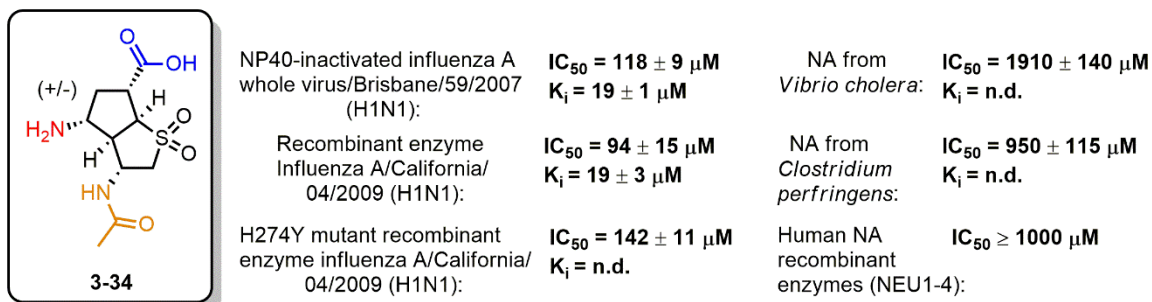 O
OH
(+/-)
H
H2N
S
O
O
H
HN
O
3-34
NP40-inactivated influenza A
whole virus/Brisbane/59/2007
(H1N1):
IC50 = 118 ± 9 μM
Ki = 19 ± 1 μM
NA from
Vibrio cholera:
IC50 = 1910 ± 140 μM
Ki = n.d.
Recombinant enzyme
Influenza A/California/
04/2009 (H1N1):
IC50 = 94 ± 15 μM
Ki = 19 ± 3 μM
NA from
Clostridium
perfringens:
IC50 = 950 ± 115 μM
Ki = n.d.
H274Y mutant recombinant
enzyme influenza A/California/
04/2009 (H1N1):
IC50 = 142 ± 11 μM
Ki = n.d.
Human NA
recombinant
enzymes (NEU1-4):
IC50 ≥ 1000 μM